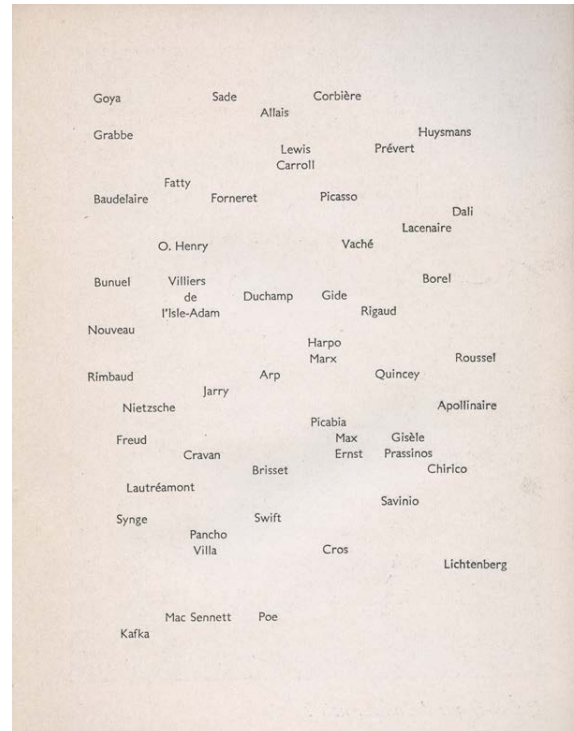 Goya Sade Corbière
Allais
Grabbe Huysmans
Lewis Prévert
Carroll
Fatty
Baudelaire Forneret Picasso
Dali
Lacenaire
O. Henry Vaché
Bunuel Villiers Borel
de Duchamp Gide
l'Isle-Adam Rigaud
Nouveau
Harpo
Marx Roussel
Rimbaud Arp Quincey
Jarry
Nietzsche Apollinaire
Picabia
Freud Max Gisèle
Cravan Ernst Prassinos
Brisset Chirico
Lautréamont
Savinio
Synge Swift
Pancho
Villa Cros
Lichtenberg
Mac Sennett Poe
Kafka